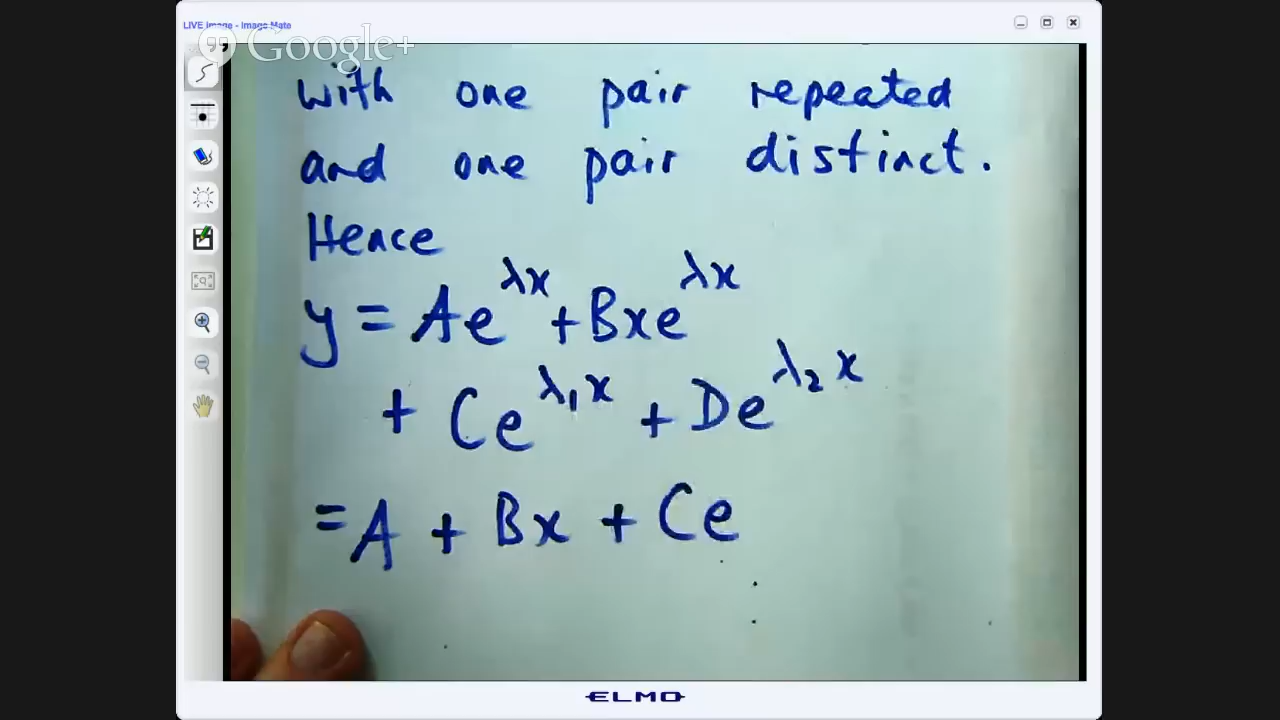 LIVE image - Image Mate
Google+
with one pair repeated
and one pair distinct.
Hence
y = Ae^{λx} + Bxe^{λx}
+ Ce^{λ₁x} + De^{λ₂x}
= A + Bx + Ce
ELMO